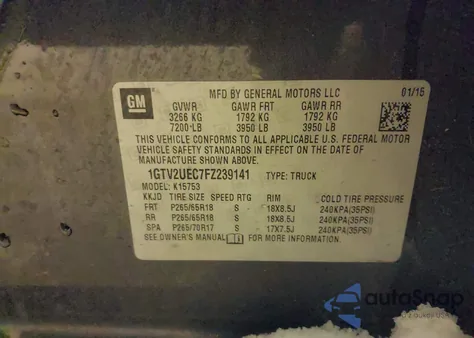 GM
MFD BY GENERAL MOTORS LLC
01/15
GVWR GAWR FRT GAWR RR
3266 KG 1792 KG 1792 KG
7200 LB 3950 LB 3950 LB
THIS VEHICLE CONFORMS TO ALL APPLICABLE U.S. FEDERAL MOTOR
VEHICLE SAFETY STANDARDS IN EFFECT ON THE DATE OF
MANUFACTURE SHOWN ABOVE.
1GTV2UEC7FZ239141 TYPE: TRUCK
MODEL: K15753
KKJD TIRE SIZE SPEED RTG RIM COLD TIRE PRESSURE
FRT P265/65R18 S 18X8.5J 240KPA(35PSI)
RR P265/65R18 S 18X8.5J 240KPA(35PSI)
SPA P265/70R17 S 17X7.5J 240KPA(35PSI)
SEE OWNER'S MANUAL FOR MORE INFORMATION.
autoSnap